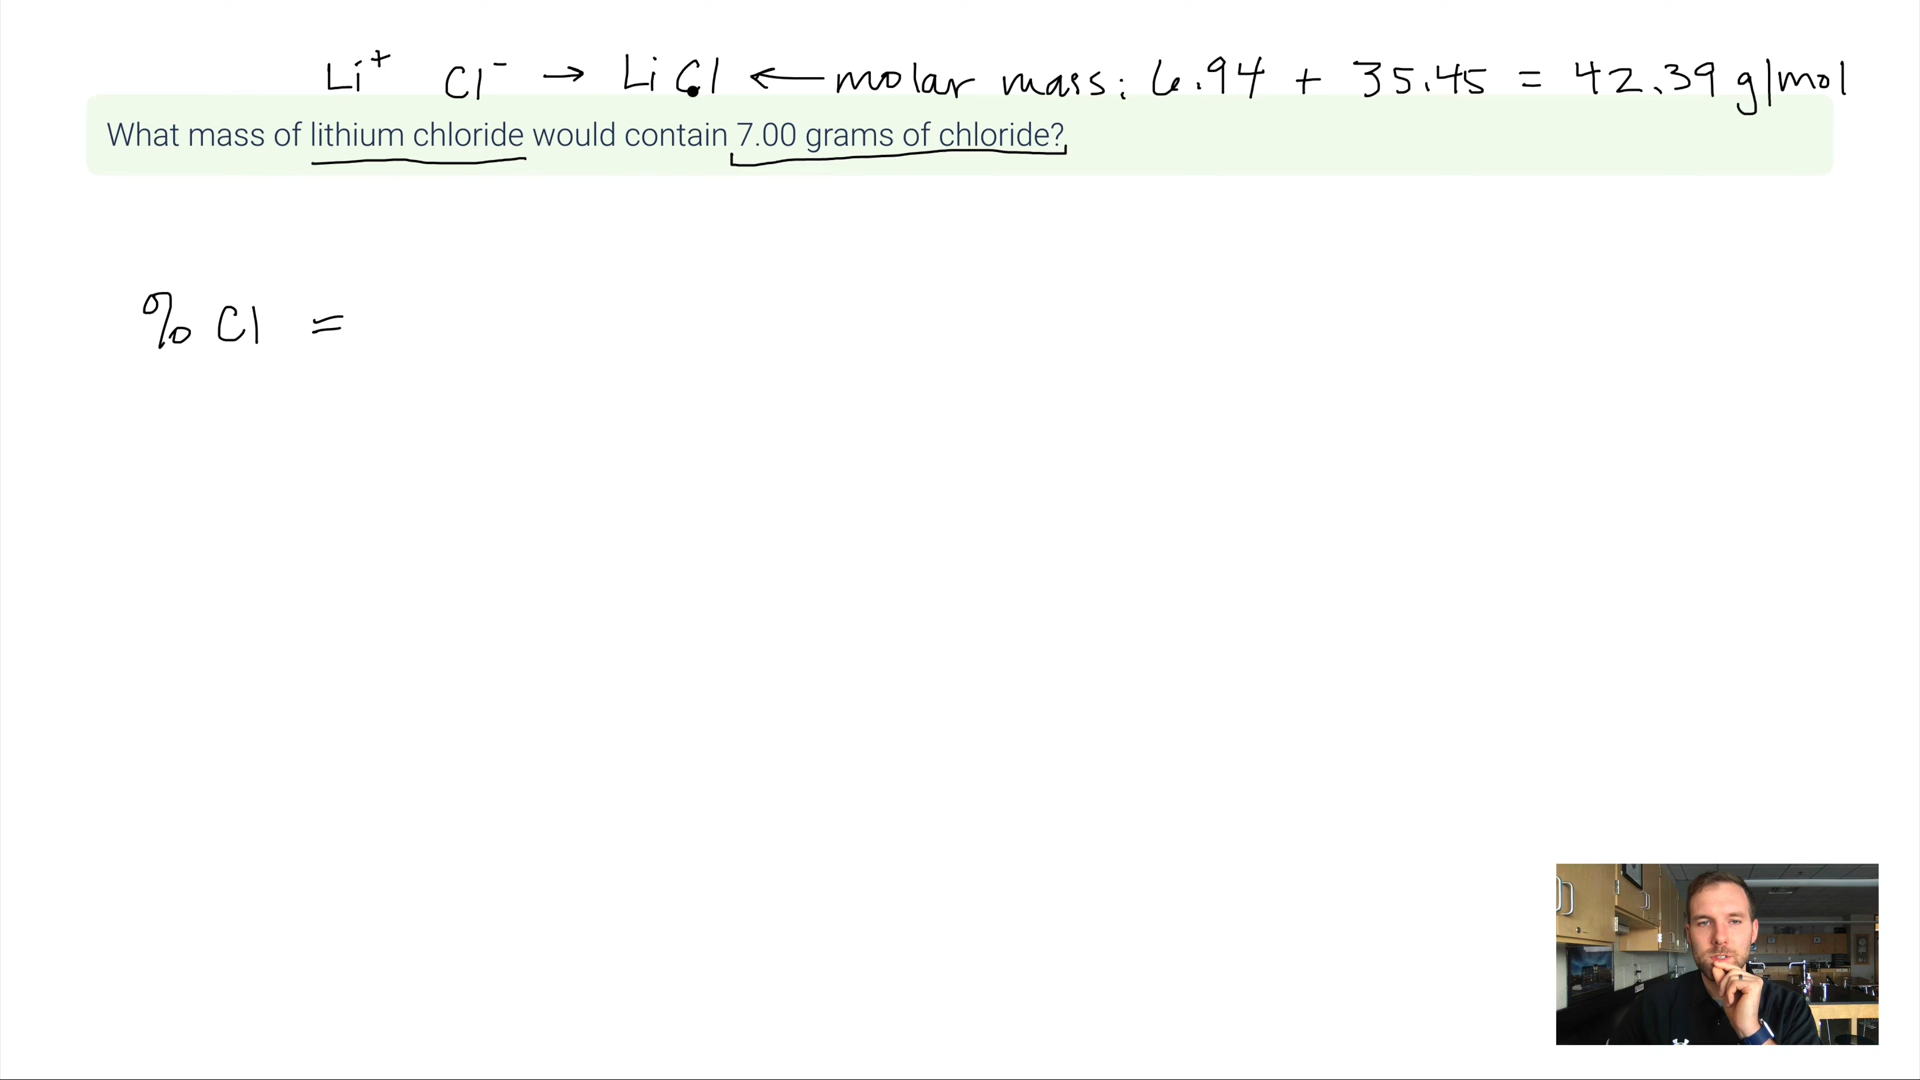 Li⁺ Cl⁻ → LiCl ← molar mass: 6.94 + 35.45 = 42.39 g/mol
What mass of lithium chloride would contain 7.00 grams of chloride?
% Cl =